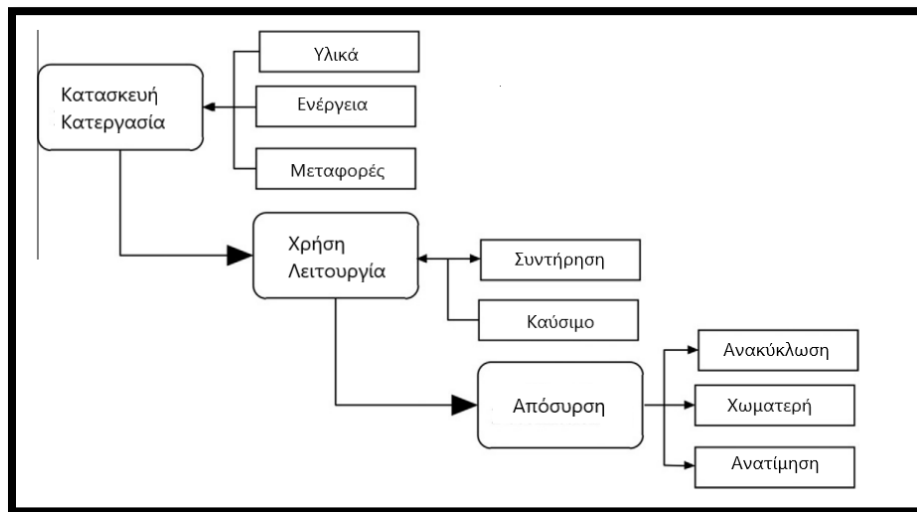 Υλικά
Κατασκευή
Κατεργασία
Ενέργεια
Μεταφορές
Χρήση
Λειτουργία
Συντήρηση
Καύσιμο
Απόσυρση
Ανακύκλωση
Χωματερή
Ανατίμηση